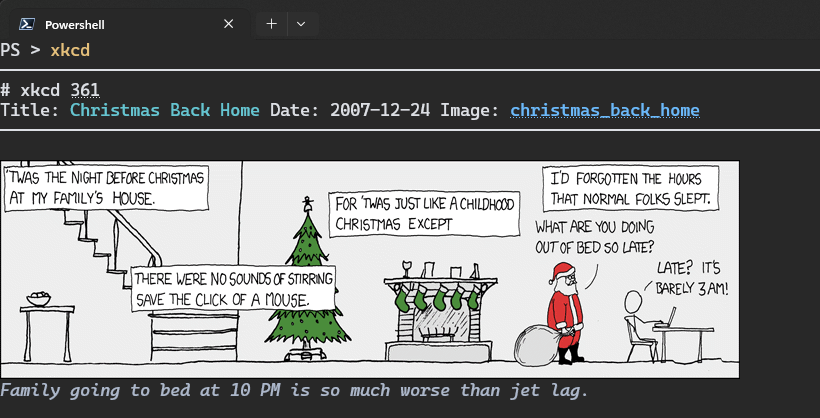 Powershell
PS > xkcd
# xkcd 361
Title: Christmas Back Home Date: 2007-12-24 Image: christmas_back_home
'TWAS THE NIGHT BEFORE CHRISTMAS
AT MY FAMILY'S HOUSE.
THERE WERE NO SOUNDS OF STIRRING
SAVE THE CLICK OF A MOUSE.
FOR 'TWAS JUST LIKE A CHILDHOOD
CHRISTMAS EXCEPT
I'D FORGOTTEN THE HOURS
THAT NORMAL FOLKS SLEPT.
WHAT ARE YOU DOING
OUT OF BED SO LATE?
LATE? IT'S
BARELY 3 AM!
Family going to bed at 10 PM is so much worse than jet lag.